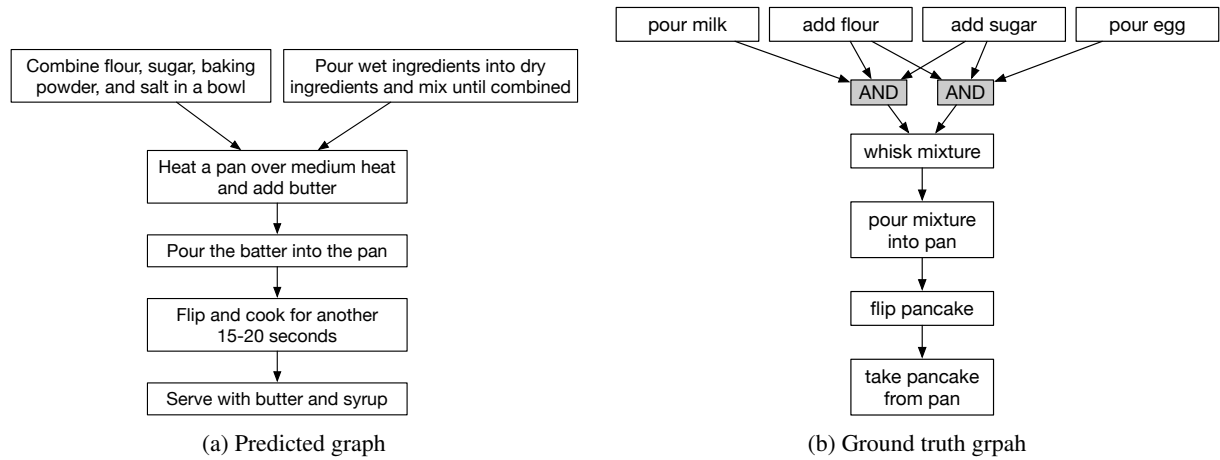 Combine flour, sugar, baking
powder, and salt in a bowl
Pour wet ingredients into dry
ingredients and mix until combined
Heat a pan over medium heat
and add butter
Pour the batter into the pan
Flip and cook for another
15-20 seconds
Serve with butter and syrup
(a) Predicted graph
pour milk
add flour
add sugar
pour egg
AND
AND
whisk mixture
pour mixture
into pan
flip pancake
take pancake
from pan
(b) Ground truth grpah